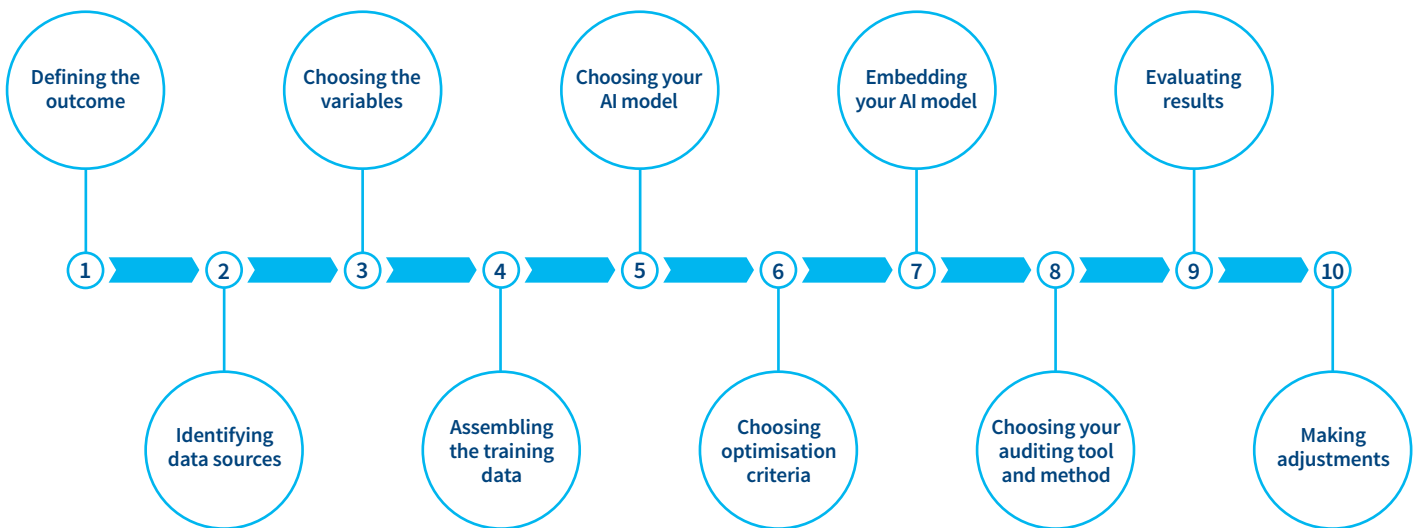 Defining the
outcome
Choosing the
variables
Choosing your
AI model
Embedding
your AI model
Evaluating
results
1
2
3
4
5
6
7
8
9
10
Identifying
data sources
Assembling
the training
data
Choosing
optimisation
criteria
Choosing your
auditing tool
and method
Making
adjustments